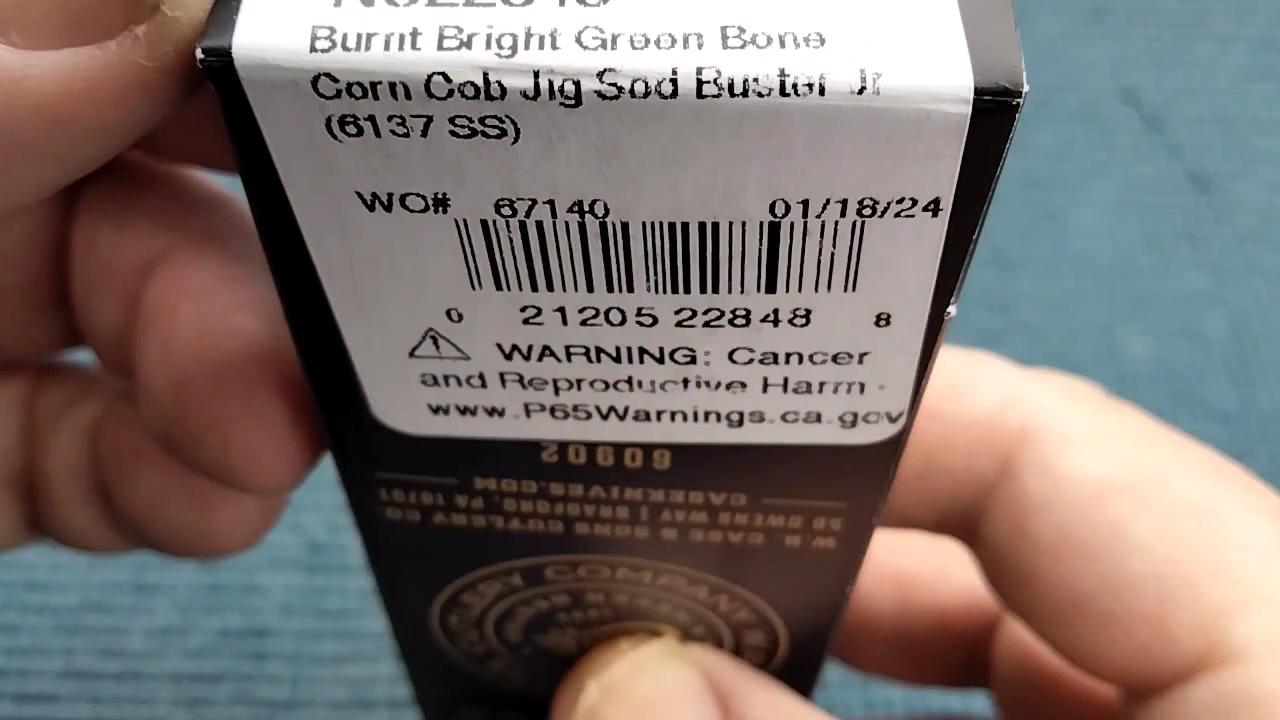 Burnt Bright Green Bone
Corn Cob Jig Sod Buster Jr
(6137 SS)
WO# 67140 01/18/24
0 21205 22848 8
WARNING: Cancer
and Reproductive Harm -
www.P65Warnings.ca.gov
60902
CASEKNIVES.COM
50 OWENS WAY | BRADFORD, PA 16701
W.R. CASE & SONS CUTLERY CO.
COMPANY